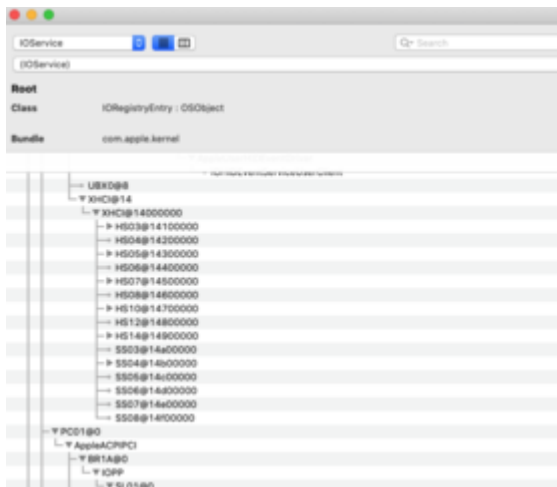 IOService
Search
(IOService)
Root
Class IORegistryEntry : OSObject
Bundle com.apple.kernel
UBX0@8
XHCI@14
XHCI@14000000
HS03@14100000
HS04@14200000
HS05@14300000
HS06@14400000
HS07@14500000
HS08@14600000
HS10@14700000
HS12@14800000
HS14@14900000
SS03@14a00000
SS04@14b00000
SS05@14c00000
SS06@14d00000
SS07@14e00000
SS08@14f00000
PC01@0
AppleACPIPCI
BR1A@0
IOPP
SL01@0